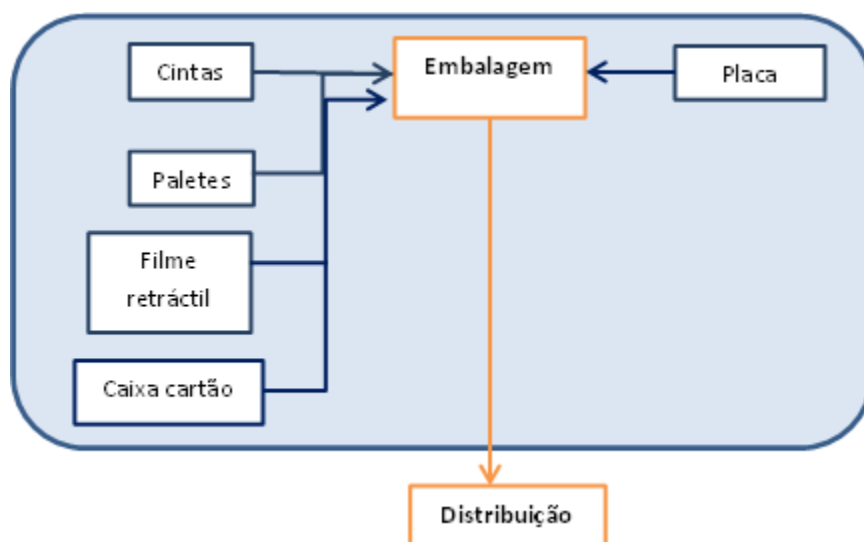 Cintas
Embalagem
Placa
Paletes
Filme
retráctil
Caixa cartão
Distribuição